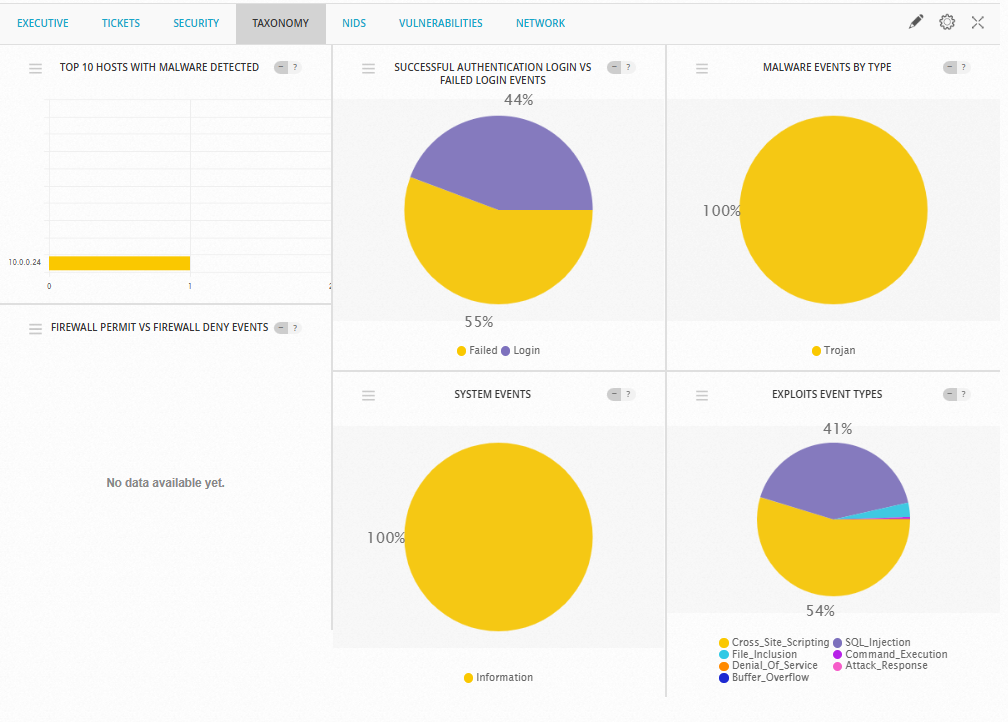 EXECUTIVE TICKETS SECURITY TAXONOMY NIDS VULNERABILITIES NETWORK
TOP 10 HOSTS WITH MALWARE DETECTED − ?
10.0.0.24
0 1 2
FIREWALL PERMIT VS FIREWALL DENY EVENTS − ?
No data available yet.
SUCCESSFUL AUTHENTICATION LOGIN VS
FAILED LOGIN EVENTS
− ?
44%
55%
Failed Login
SYSTEM EVENTS − ?
100%
Information
MALWARE EVENTS BY TYPE − ?
100%
Trojan
EXPLOITS EVENT TYPES − ?
41%
54%
Cross_Site_Scripting SQL_Injection
File_Inclusion Command_Execution
Denial_Of_Service Attack_Response
Buffer_Overflow